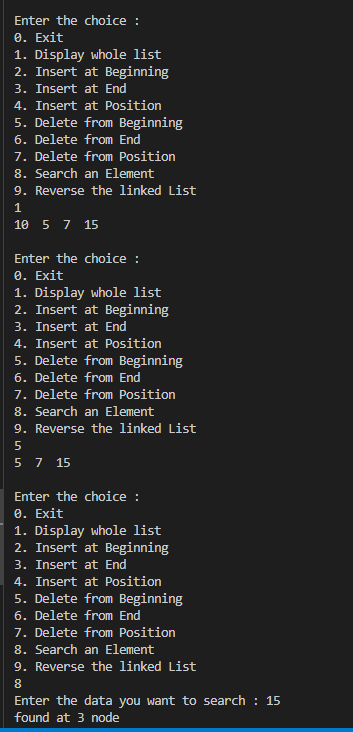 Enter the choice :
0. Exit
1. Display whole list
2. Insert at Beginning
3. Insert at End
4. Insert at Position
5. Delete from Beginning
6. Delete from End
7. Delete from Position
8. Search an Element
9. Reverse the linked List
1
10  5  7  15
Enter the choice :
0. Exit
1. Display whole list
2. Insert at Beginning
3. Insert at End
4. Insert at Position
5. Delete from Beginning
6. Delete from End
7. Delete from Position
8. Search an Element
9. Reverse the linked List
5
5  7  15
Enter the choice :
0. Exit
1. Display whole list
2. Insert at Beginning
3. Insert at End
4. Insert at Position
5. Delete from Beginning
6. Delete from End
7. Delete from Position
8. Search an Element
9. Reverse the linked List
8
Enter the data you want to search : 15
found at 3 node